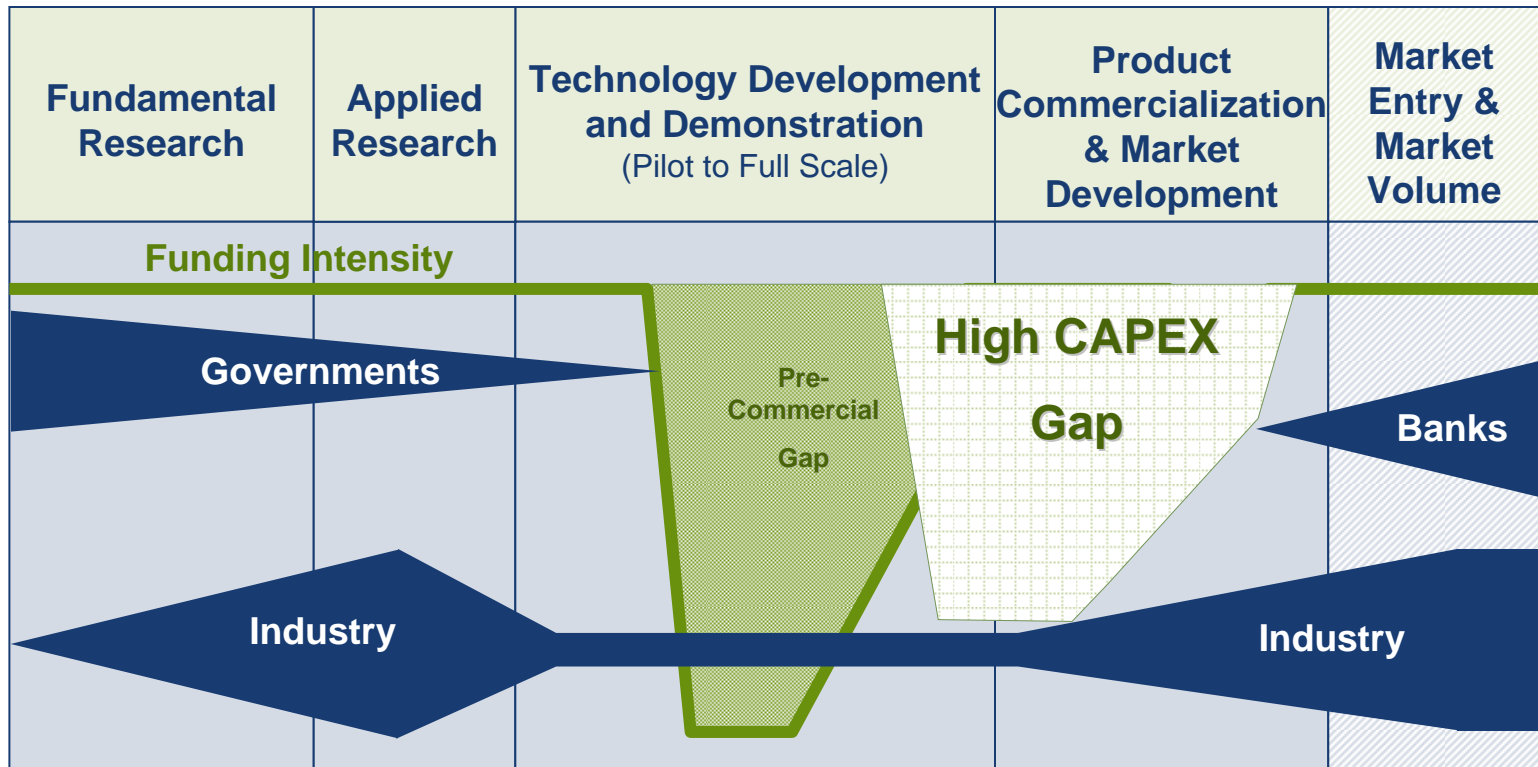 Fundamental
Research
Applied
Research
Technology Development
and Demonstration
(Pilot to Full Scale)
Product
Commercialization
& Market
Development
Market
Entry &
Market
Volume
Funding Intensity
Governments
Pre-
Commercial
Gap
High CAPEX
Gap
Banks
Industry
Industry